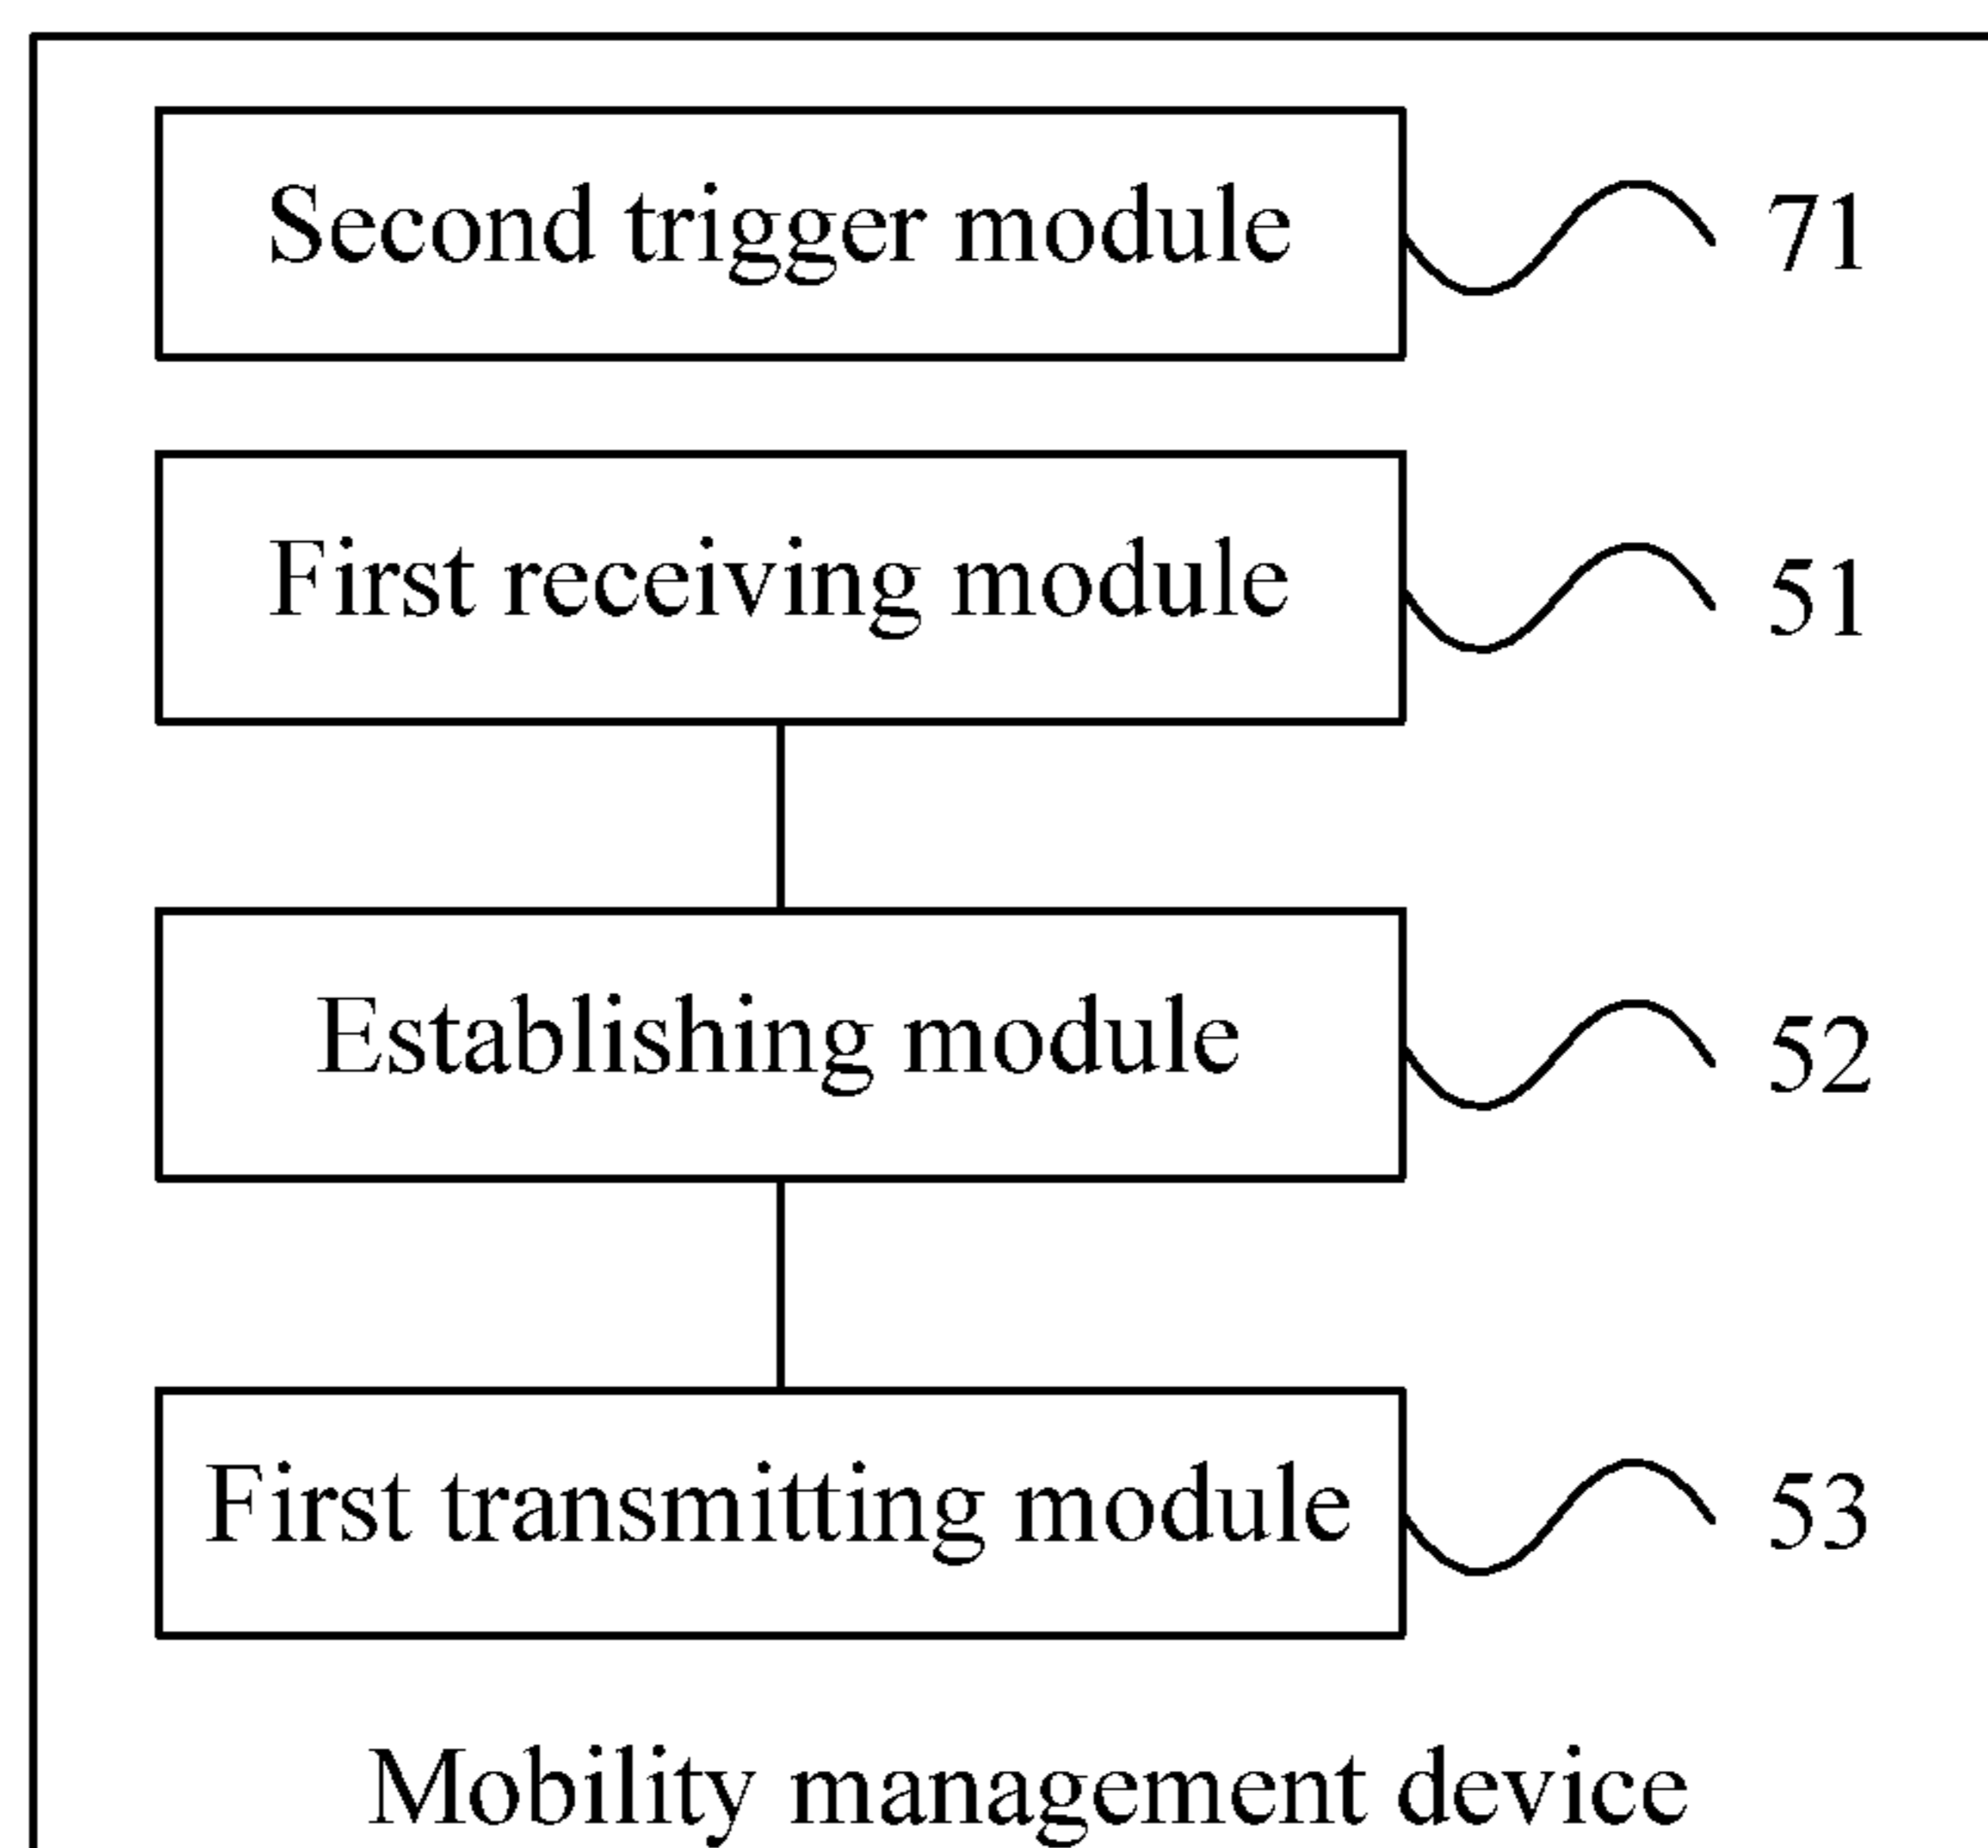 Second trigger module 71
First receiving module 51
Establishing module 52
First transmitting module 53
Mobility management device